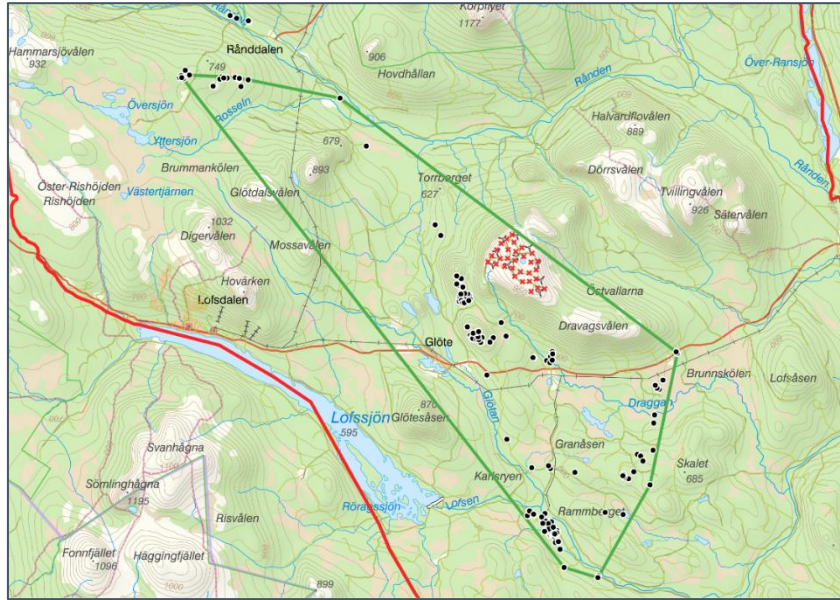 Korpflyet
1177
Rånddalen
Hammarsjövålen
932
749
906
Hovdhållan
Rånden
Över-Ransjön
Översjön
Rosseln
Halvardflovålen
889
Yttersjön
679
Brummankölen
893
Torrberget
627
Dörrsvålen
Rånden
Öster-Rishöjden
Rishöjden
Västertjärnen
Glötdalsvålen
Tvillingvålen
926
Sätervålen
1032
Digervålen
Mossavålen
Hovärken
Lofsdalen
Östvallarna
Dravagsvålen
Glöte
Brunnskölen
Lofsåsen
Lofssjön
595
870
Glötesåsen
Glötan
Draggan
Svanhågna
Granåsen
Sömlinghågna
1195
Karlsryen
Skalet
685
Röragssjön
Lofsen
Rammberget
Risvålen
Fonnfjället
1096
Häggingfjället
899